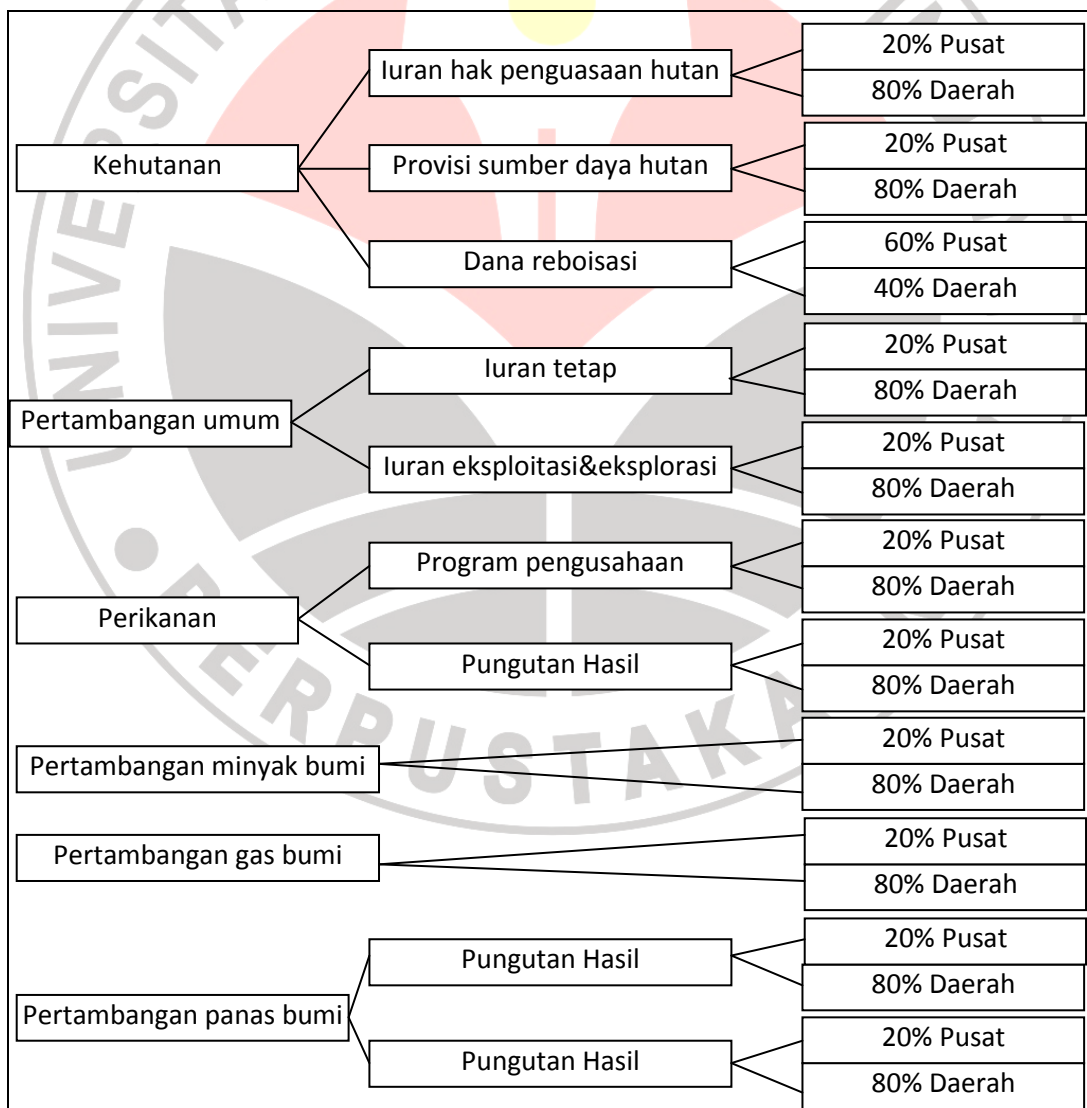 UNIVERSITA
PERPUSTAKA
Kehutanan
Iuran hak penguasaan hutan
20% Pusat
80% Daerah
Provisi sumber daya hutan
20% Pusat
80% Daerah
Dana reboisasi
60% Pusat
40% Daerah
Pertambangan umum
Iuran tetap
20% Pusat
80% Daerah
Iuran eksploitasi&eksplorasi
20% Pusat
80% Daerah
Perikanan
Program pengusahaan
20% Pusat
80% Daerah
Pungutan Hasil
20% Pusat
80% Daerah
Pertambangan minyak bumi
20% Pusat
80% Daerah
Pertambangan gas bumi
20% Pusat
80% Daerah
Pertambangan panas bumi
Pungutan Hasil
20% Pusat
80% Daerah
Pungutan Hasil
20% Pusat
80% Daerah